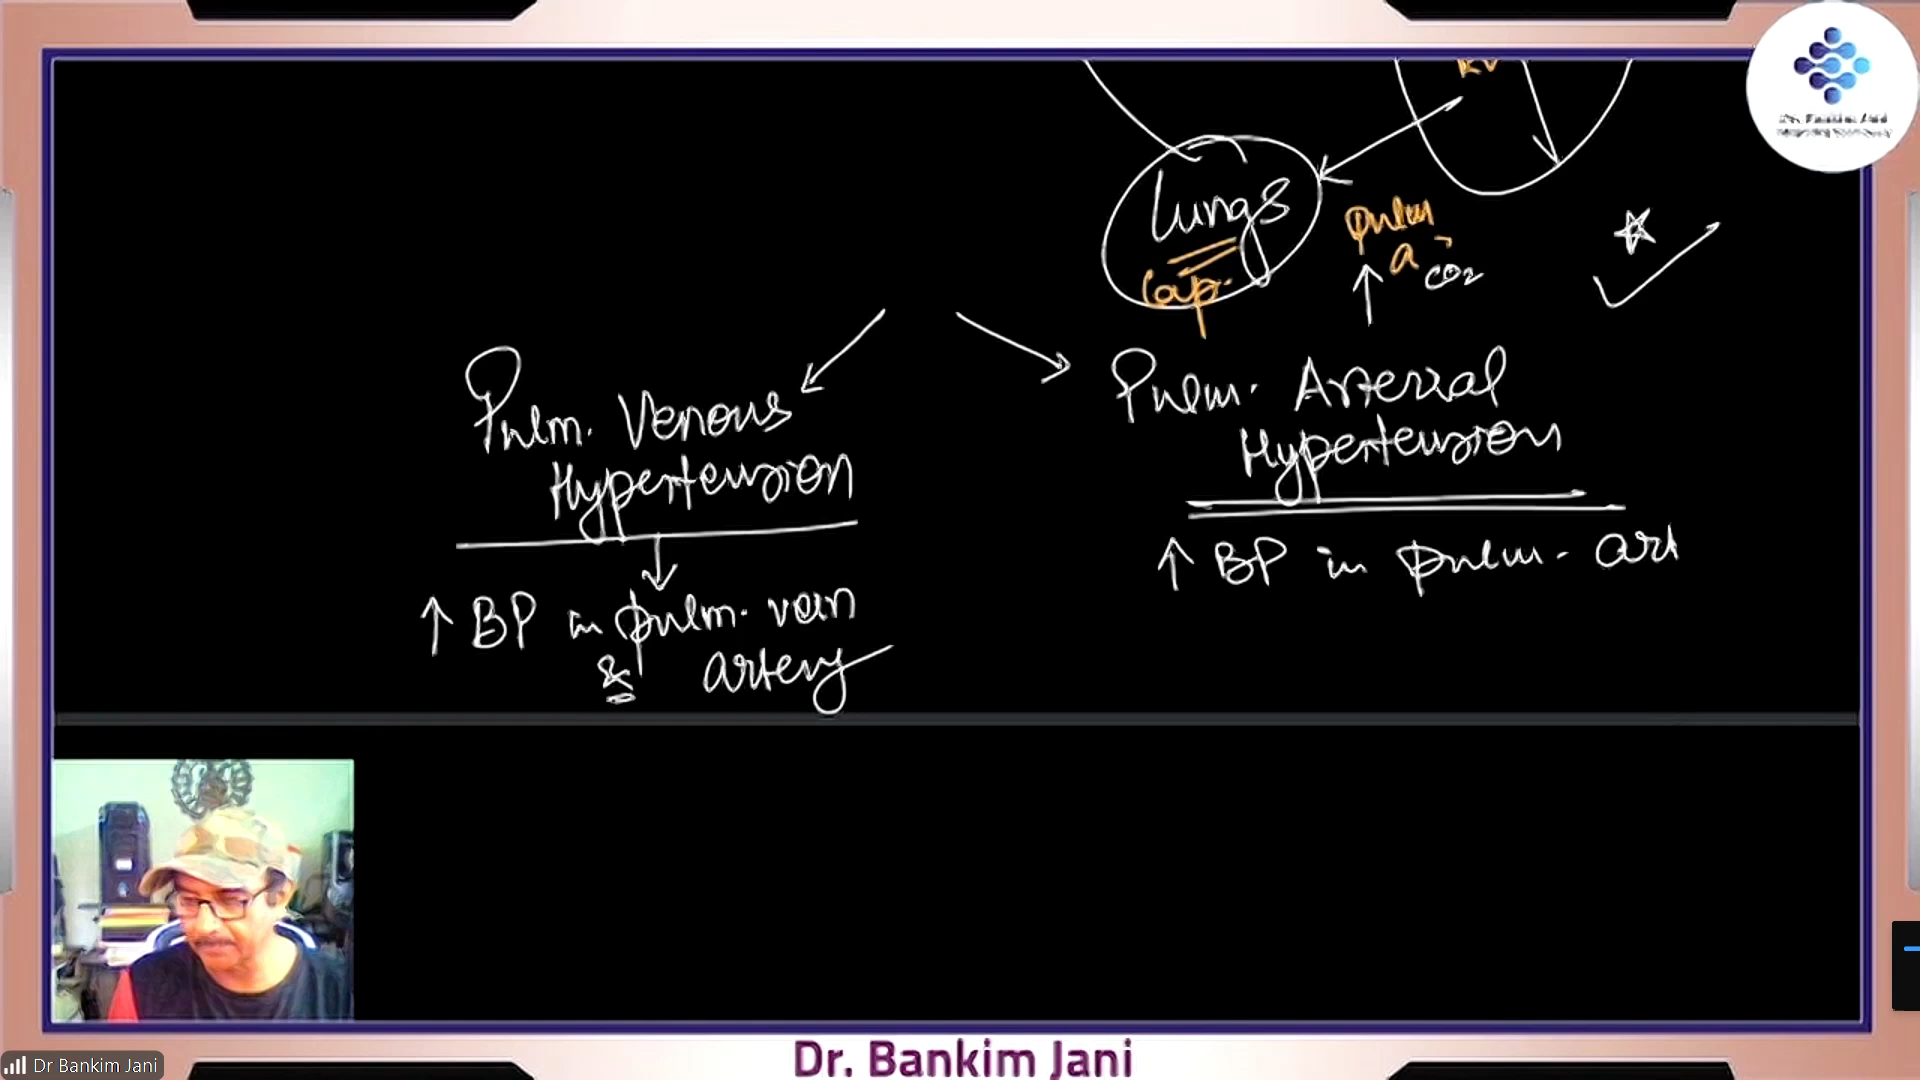 RV
Lungs
Cap.
pulm
a CO2
Pulm. Venous
Hypertension
↑ BP in pulm. vein
& artery
Pulm. Arterial
Hypertension
↑ BP in pulm. art
Dr Bankim Jani
Dr. Bankim Jani